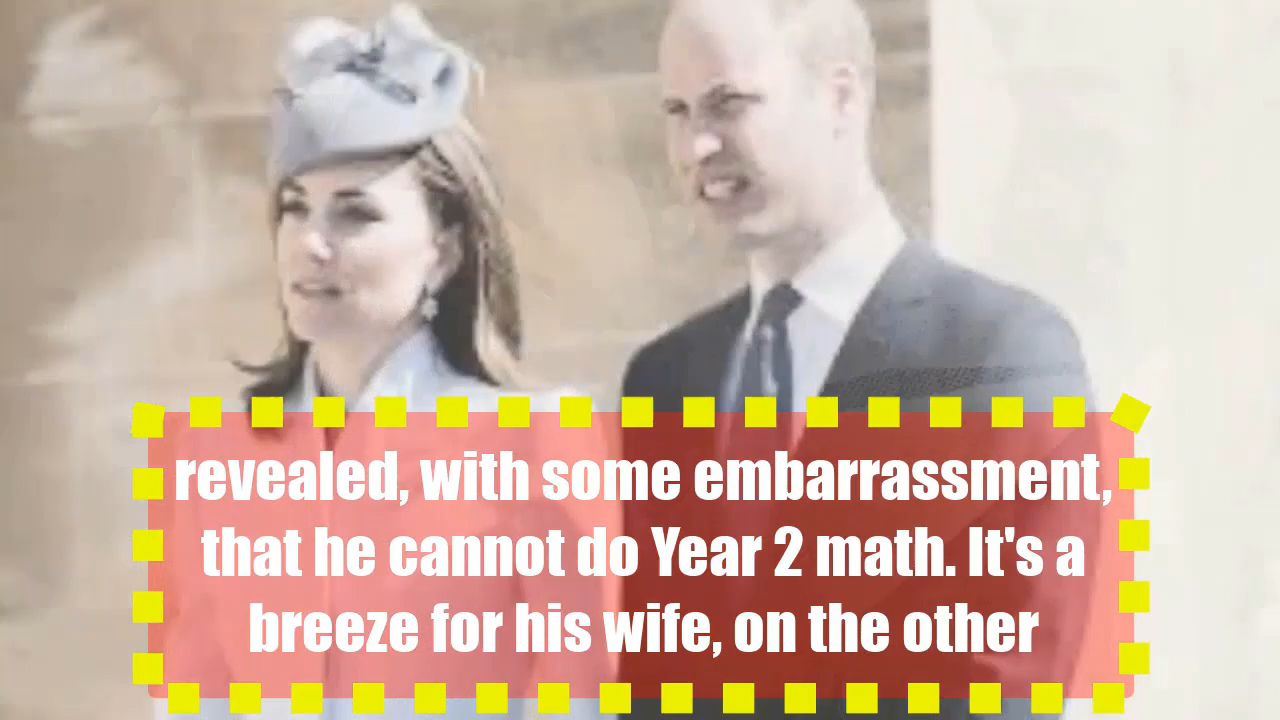 revealed, with some embarrassment,
that he cannot do Year 2 math. It's a
breeze for his wife, on the other